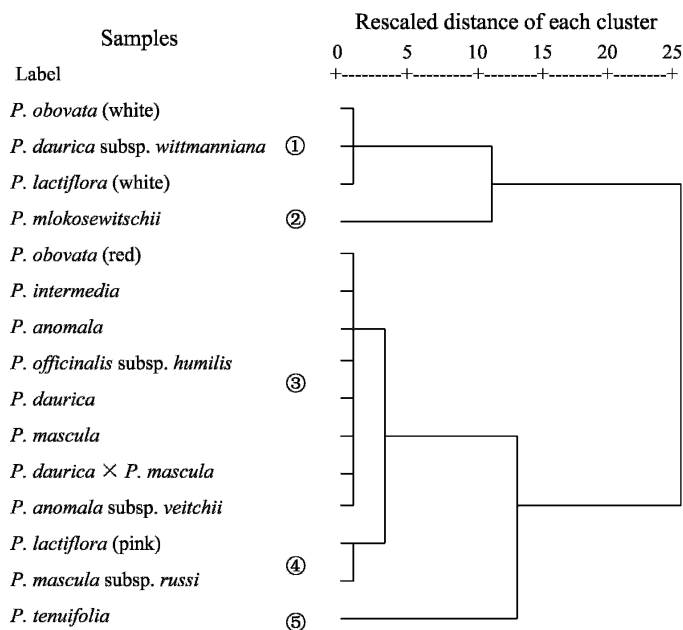 Rescaled distance of each cluster
Samples
0 5 10 15 20 25
Label +-------+-------+-------+-------+-------+
P. obovata (white)
P. daurica subsp. wittmanniana ①
P. lactiflora (white)
P. mlokosewitschii ②
P. obovata (red)
P. intermedia
P. anomala
P. officinalis subsp. humilis
③
P. daurica
P. mascula
P. daurica × P. mascula
P. anomala subsp. veitchii
P. lactiflora (pink)
④
P. mascula subsp. russi
P. tenuifolia ⑤